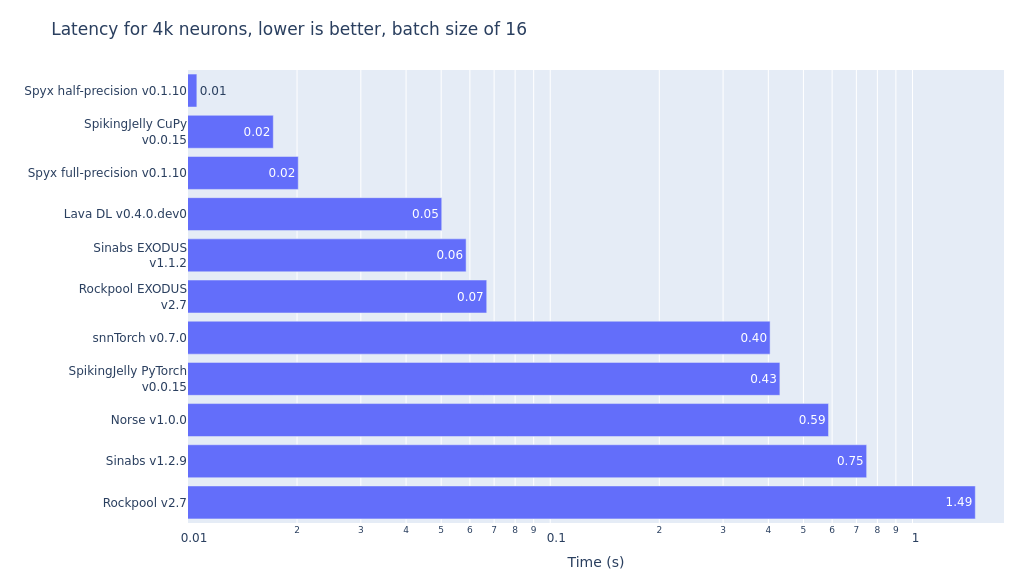 Latency for 4k neurons, lower is better, batch size of 16
Spyx half-precision v0.1.10
0.01
SpikingJelly CuPy
v0.0.15
0.02
Spyx full-precision v0.1.10
0.02
Lava DL v0.4.0.dev0
0.05
Sinabs EXODUS
v1.1.2
0.06
Rockpool EXODUS
v2.7
0.07
snnTorch v0.7.0
0.40
SpikingJelly PyTorch
v0.0.15
0.43
Norse v1.0.0
0.59
Sinabs v1.2.9
0.75
Rockpool v2.7
1.49
0.01 2 3 4 5 6 7 8 9 0.1 2 3 4 5 6 7 8 9 1
Time (s)